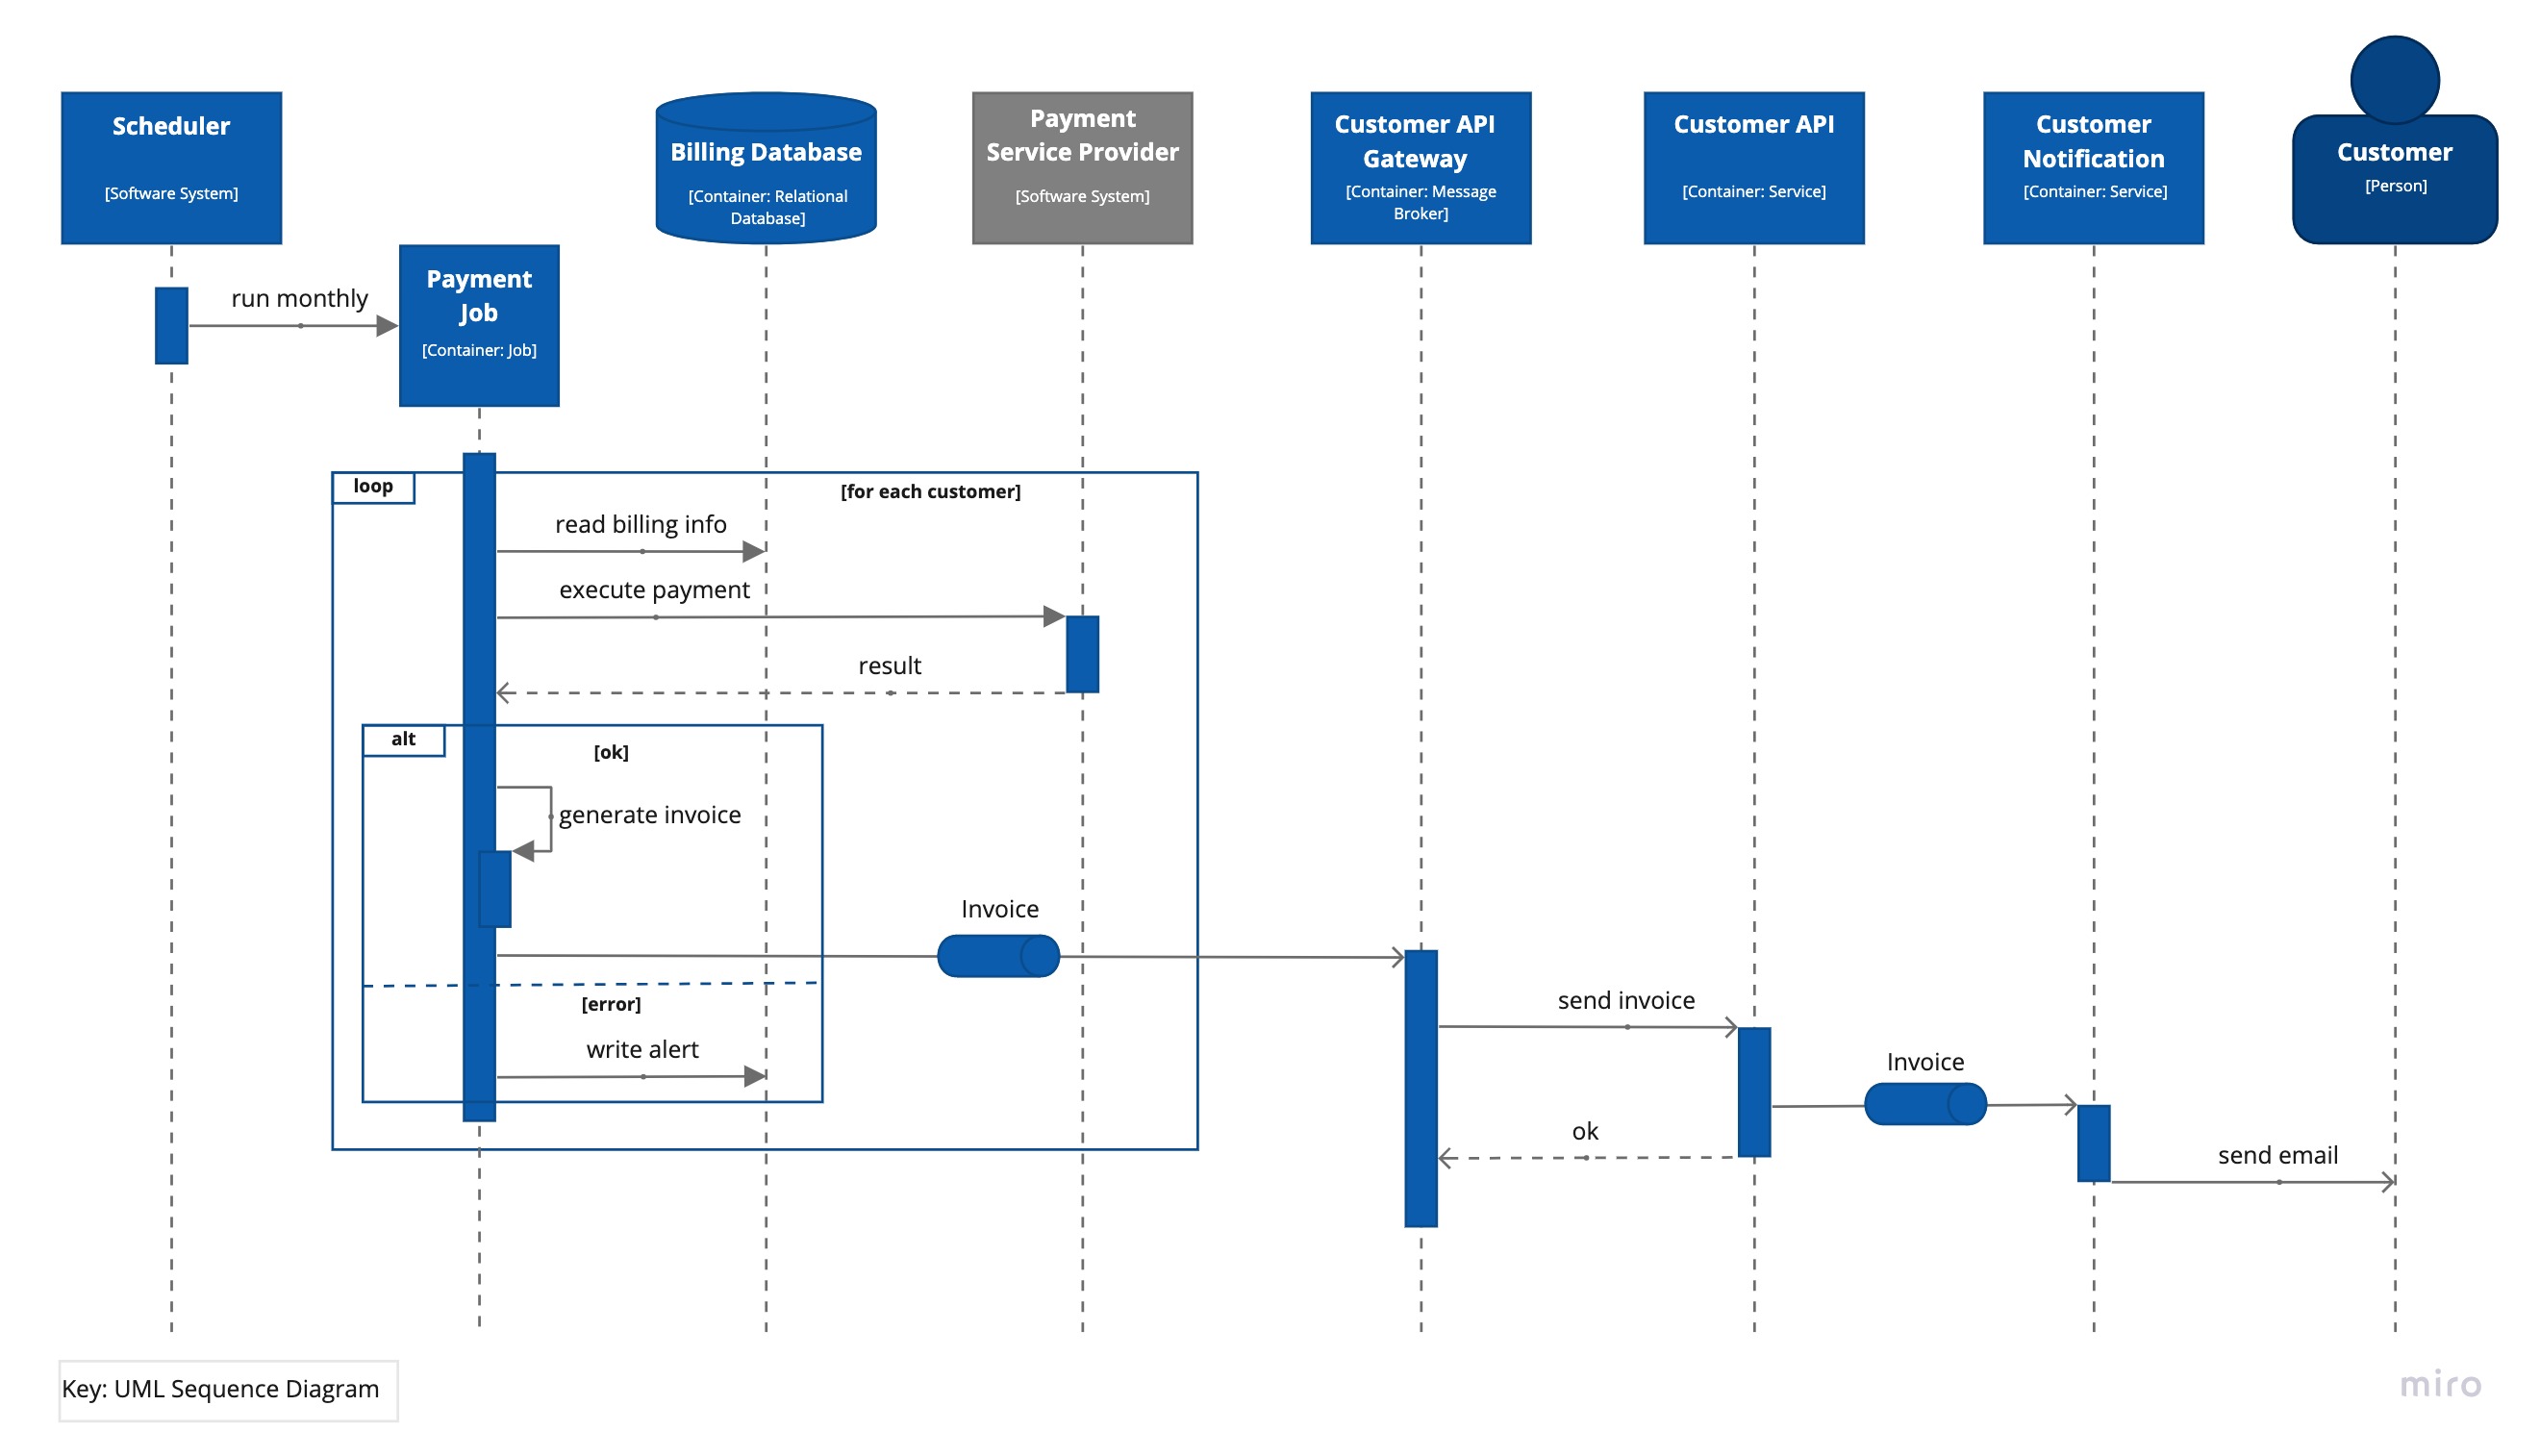 Scheduler
[Software System]
Payment
Job
[Container: Job]
Billing Database
[Container: Relational
Database]
Payment
Service Provider
[Software System]
Customer API
Gateway
[Container: Message
Broker]
Customer API
[Container: Service]
Customer
Notification
[Container: Service]
Customer
[Person]
run monthly
loop
[for each customer]
read billing info
execute payment
result
alt
[ok]
generate invoice
Invoice
[error]
write alert
send invoice
Invoice
ok
send email
Key: UML Sequence Diagram
miro